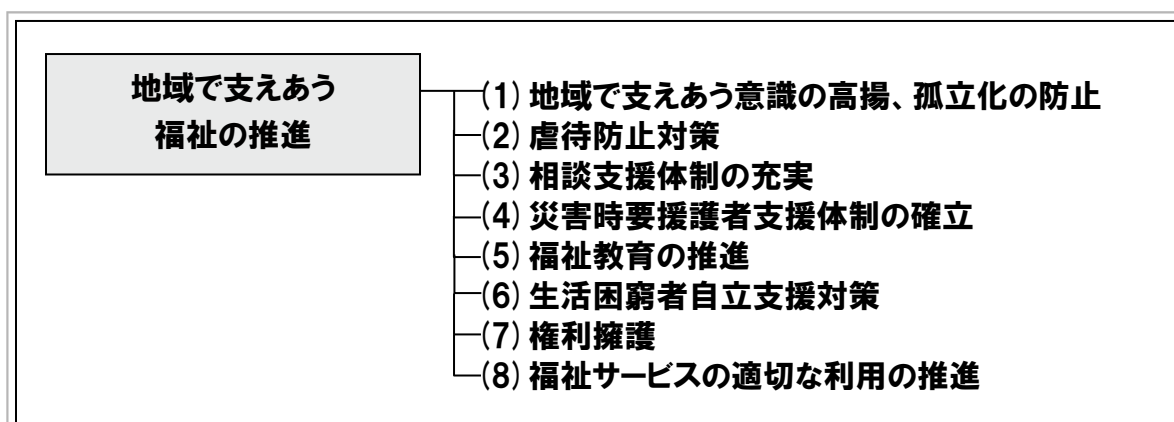 地域で支えあう
福祉の推進
(1) 地域で支えあう意識の高揚、孤立化の防止
(2) 虐待防止対策
(3) 相談支援体制の充実
(4) 災害時要援護者支援体制の確立
(5) 福祉教育の推進
(6) 生活困窮者自立支援対策
(7) 権利擁護
(8) 福祉サービスの適切な利用の推進